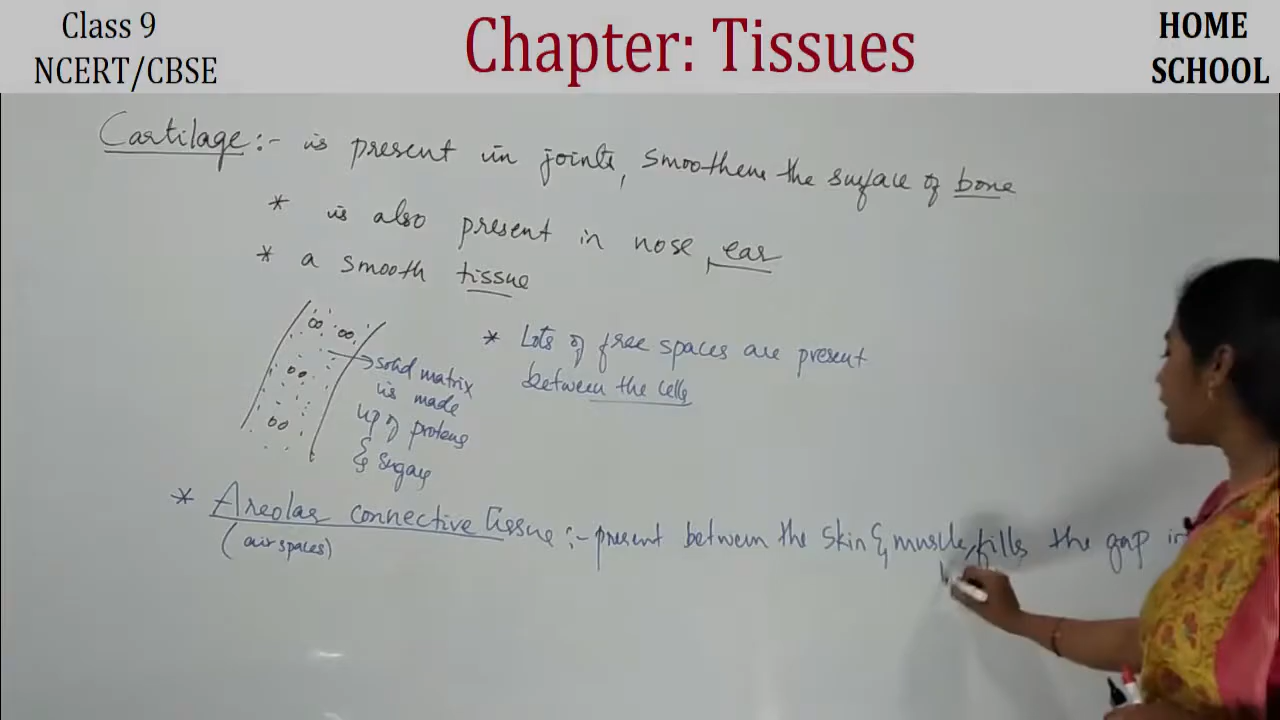 Class 9
NCERT/CBSE
Chapter: Tissues
HOME
SCHOOL
Cartilage :- is present in joints, smoothens the surface of bone
* is also present in nose, ear
* a smooth tissue
* Lots of free spaces are present
between the cells
solid matrix
is made
up of proteins
& sugars
* Areolar connective Tissue :- present between the skin & muscle, fills the gap in
(air spaces)